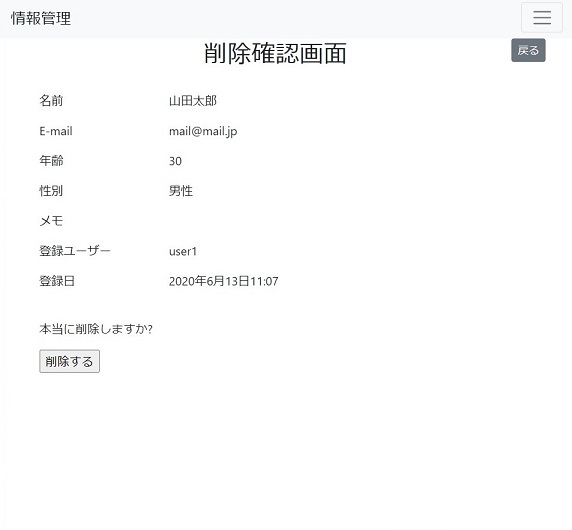 情報管理
削除確認画面
戻る
名前 山田太郎
E-mail mail@mail.jp
年齢 30
性別 男性
メモ
登録ユーザー user1
登録日 2020年6月13日11:07
本当に削除しますか?
削除する